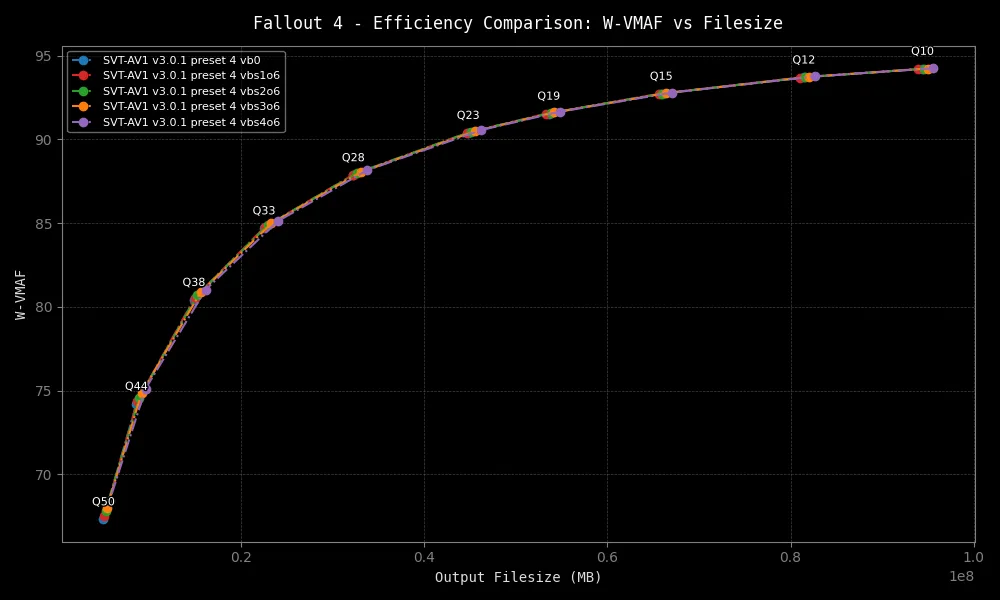 Fallout 4 - Efficiency Comparison: W-VMAF vs Filesize
SVT-AV1 v3.0.1 preset 4 vb0
SVT-AV1 v3.0.1 preset 4 vbs1o6
SVT-AV1 v3.0.1 preset 4 vbs2o6
SVT-AV1 v3.0.1 preset 4 vbs3o6
SVT-AV1 v3.0.1 preset 4 vbs4o6
95
90
85
80
75
70
W-VMAF
Q10
Q12
Q15
Q19
Q23
Q28
Q33
Q38
Q44
Q50
0.2
0.4
0.6
0.8
1.0
1e8
Output Filesize (MB)